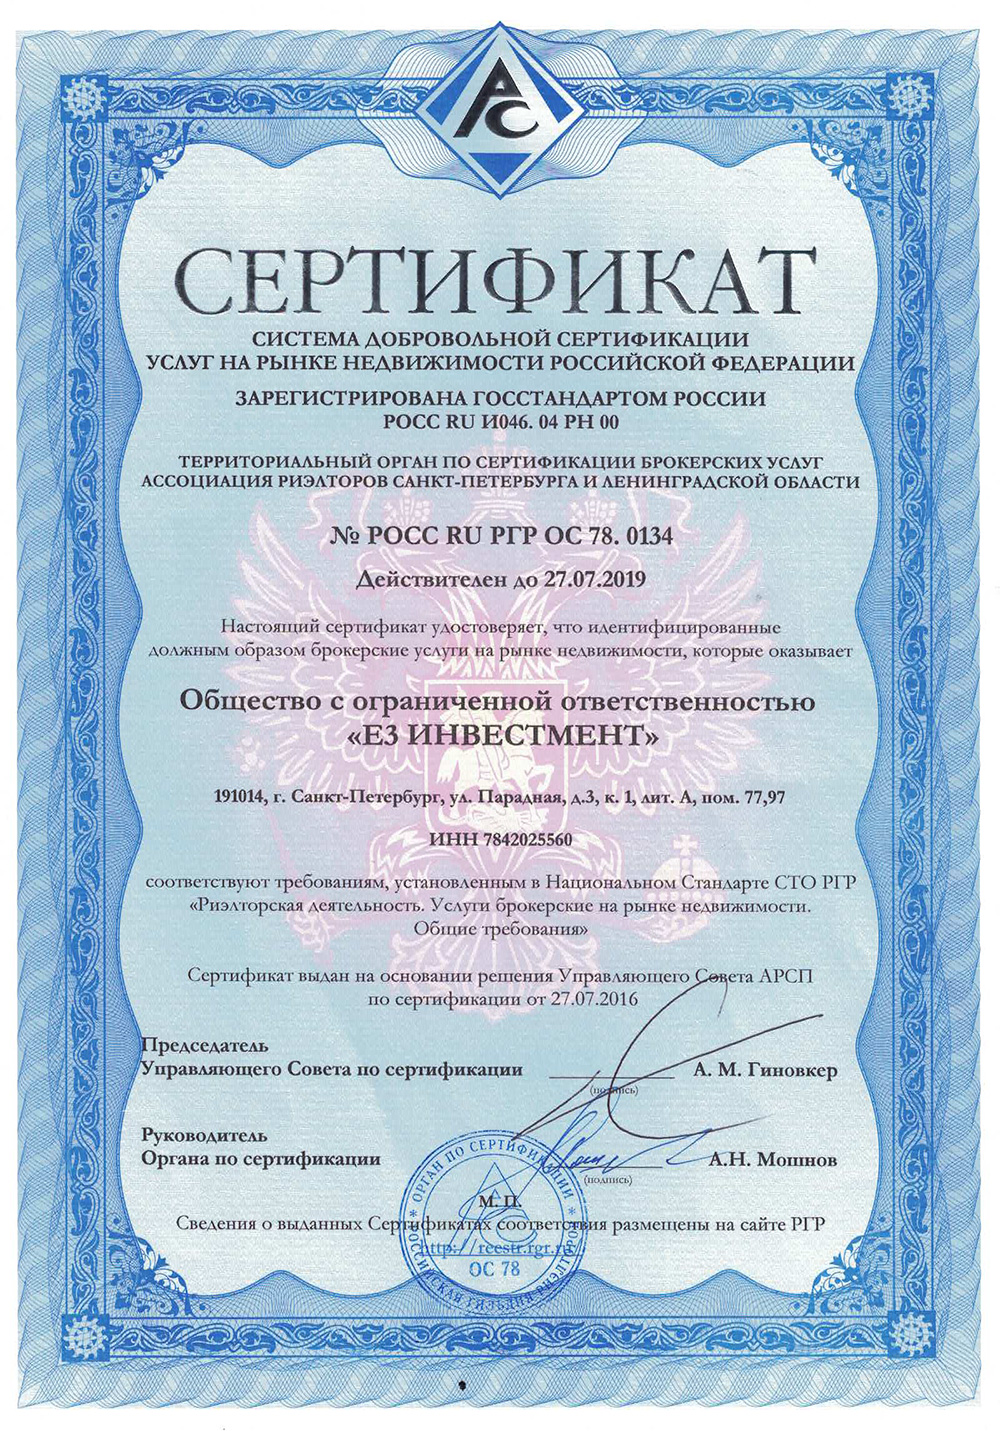 АС
СЕРТИФИКАТ
СИСТЕМА ДОБРОВОЛЬНОЙ СЕРТИФИКАЦИИ
УСЛУГ НА РЫНКЕ НЕДВИЖИМОСТИ РОССИЙСКОЙ ФЕДЕРАЦИИ
ЗАРЕГИСТРИРОВАНА ГОССТАНДАРТОМ РОССИИ
РОСС RU И046. 04 РН 00
ТЕРРИТОРИАЛЬНЫЙ ОРГАН ПО СЕРТИФИКАЦИИ БРОКЕРСКИХ УСЛУГ
АССОЦИАЦИЯ РИЭЛТОРОВ САНКТ-ПЕТЕРБУРГА И ЛЕНИНГРАДСКОЙ ОБЛАСТИ
№ РОСС RU РГР ОС 78. 0134
Действителен до 27.07.2019
Настоящий сертификат удостоверяет, что идентифицированные
должным образом брокерские услуги на рынке недвижимости, которые оказывает
Общество с ограниченной ответственностью
«Е3 ИНВЕСТМЕНТ»
191014, г. Санкт-Петербург, ул. Парадная, д.3, к. 1, лит. А, пом. 77,97
ИНН 7842025560
соответствуют требованиям, установленным в Национальном Стандарте СТО РГР
«Риэлторская деятельность. Услуги брокерские на рынке недвижимости.
Общие требования»
Сертификат выдан на основании решения Управляющего Совета АРСП
по сертификации от 27.07.2016
Председатель
Управляющего Совета по сертификации
(подпись)
А. М. Гиновкер
Руководитель
Органа по сертификации
(подпись)
А.Н. Мошнов
М. П.
Сведения о выданных Сертификатах соответствия размещены на сайте РГР
http://reestr.rgr.ru
ОРГАН ПО СЕРТИФИКАЦИИ
РОССИЙСКАЯ ГИЛЬДИЯ РИЭЛТОРОВ
ОС 78